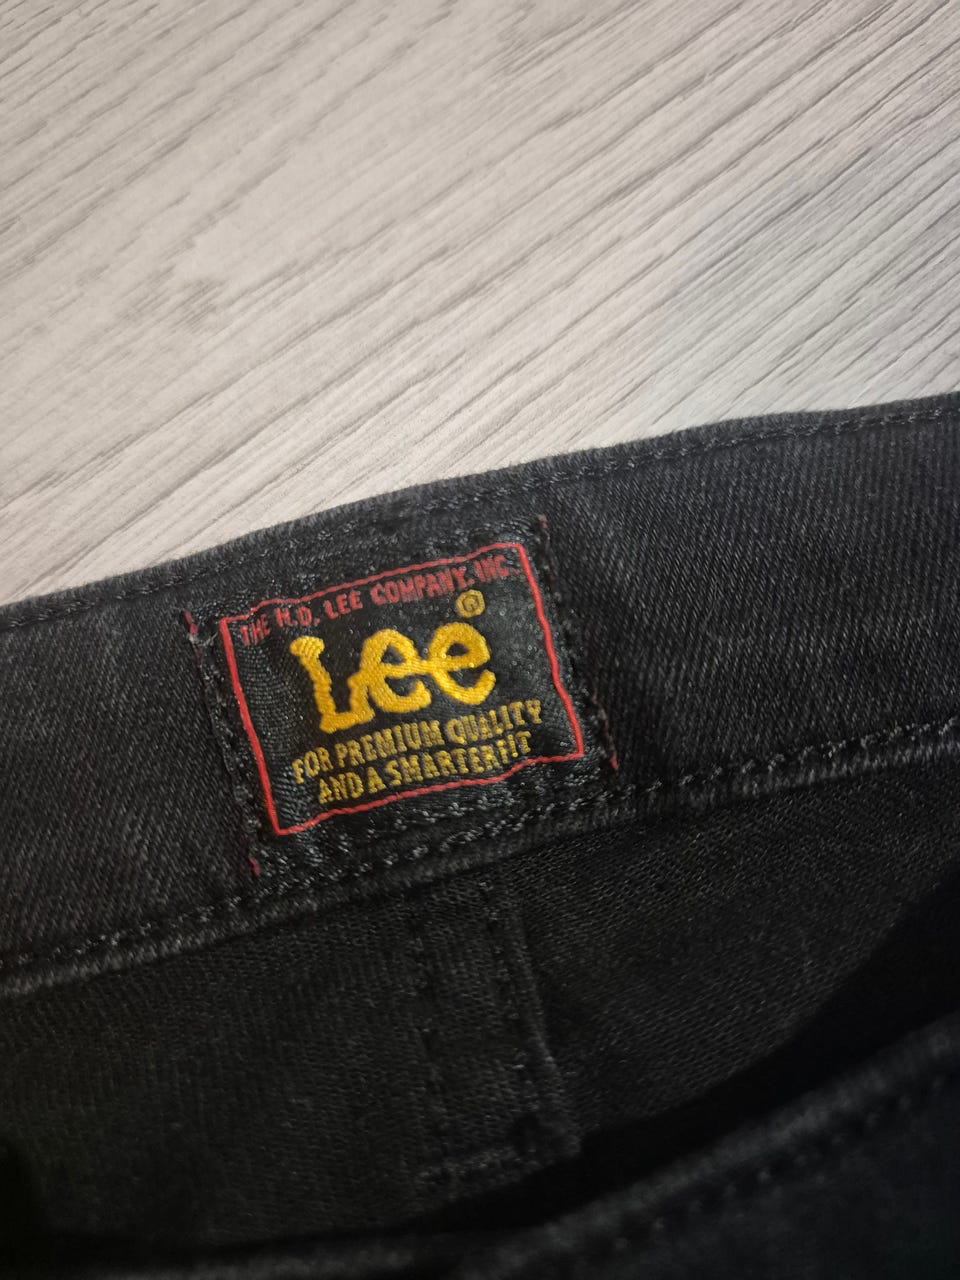 THE H.D. LEE COMPANY, INC.
Lee®
FOR PREMIUM QUALITY
AND A SMARTER FIT